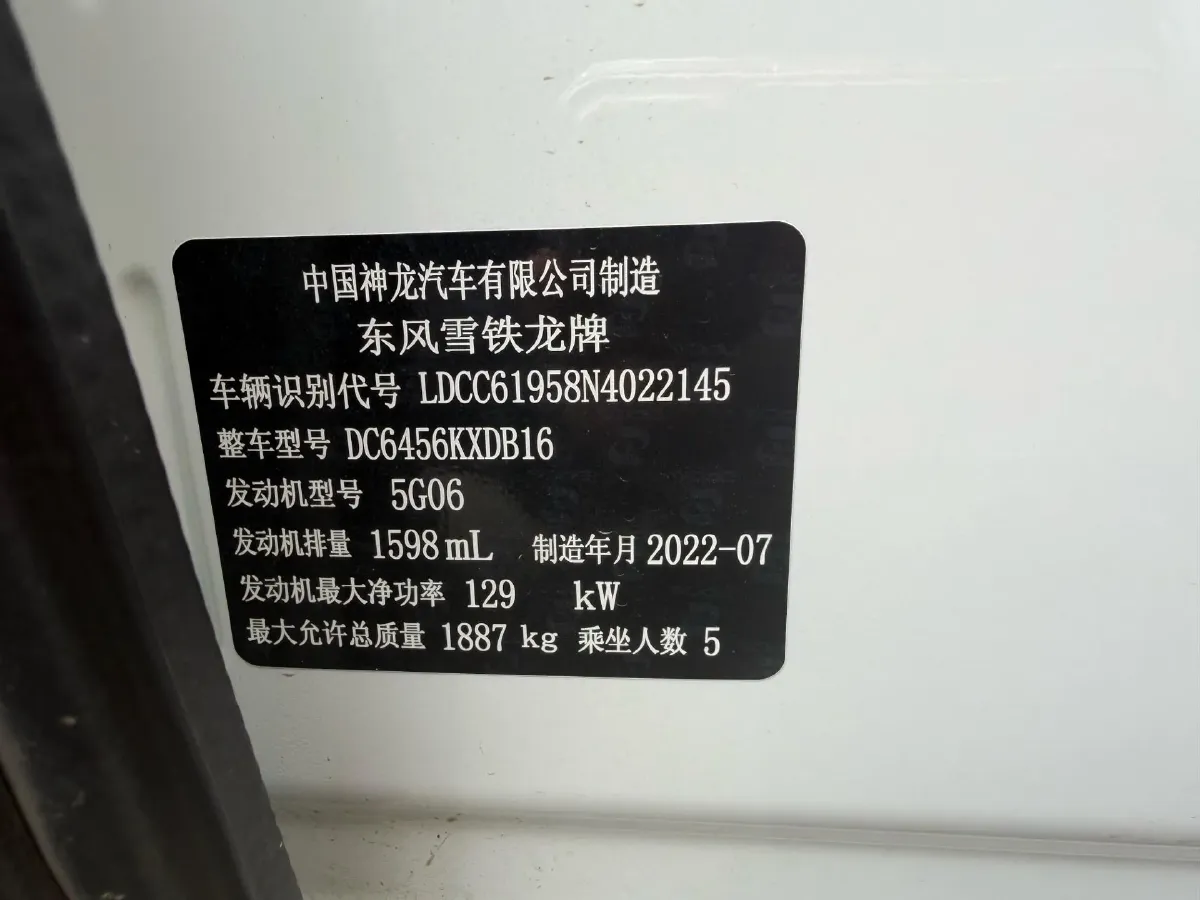 中国神龙汽车有限公司制造
东风雪铁龙牌
车辆识别代号 LDCC61958N4022145
整车型号 DC6456KXDB16
发动机型号 5G06
发动机排量 1598 mL 制造年月 2022-07
发动机最大净功率 129 kW
最大允许总质量 1887 kg 乘坐人数 5